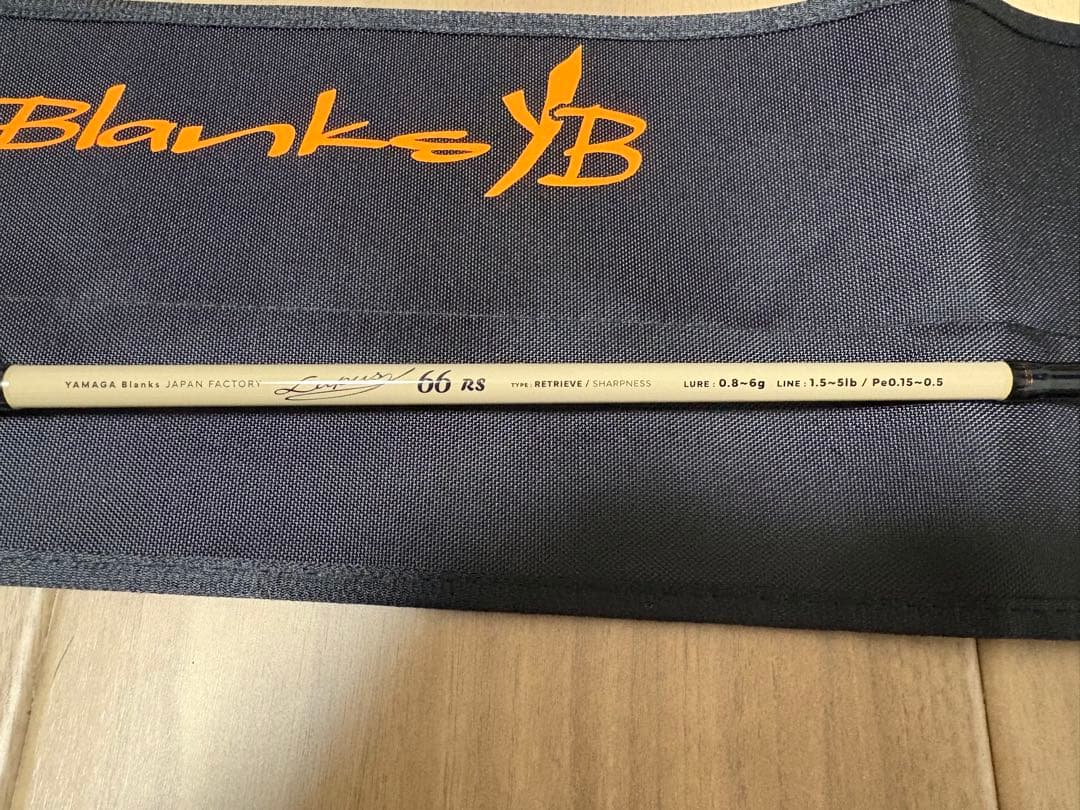 Blanks YB
YAMAGA Blanks JAPAN FACTORY Lupusor 66 RS TYPE : RETRIEVE / SHARPNESS LURE : 0.8~6g LINE : 1.5~5lb / Pe0.15~0.5